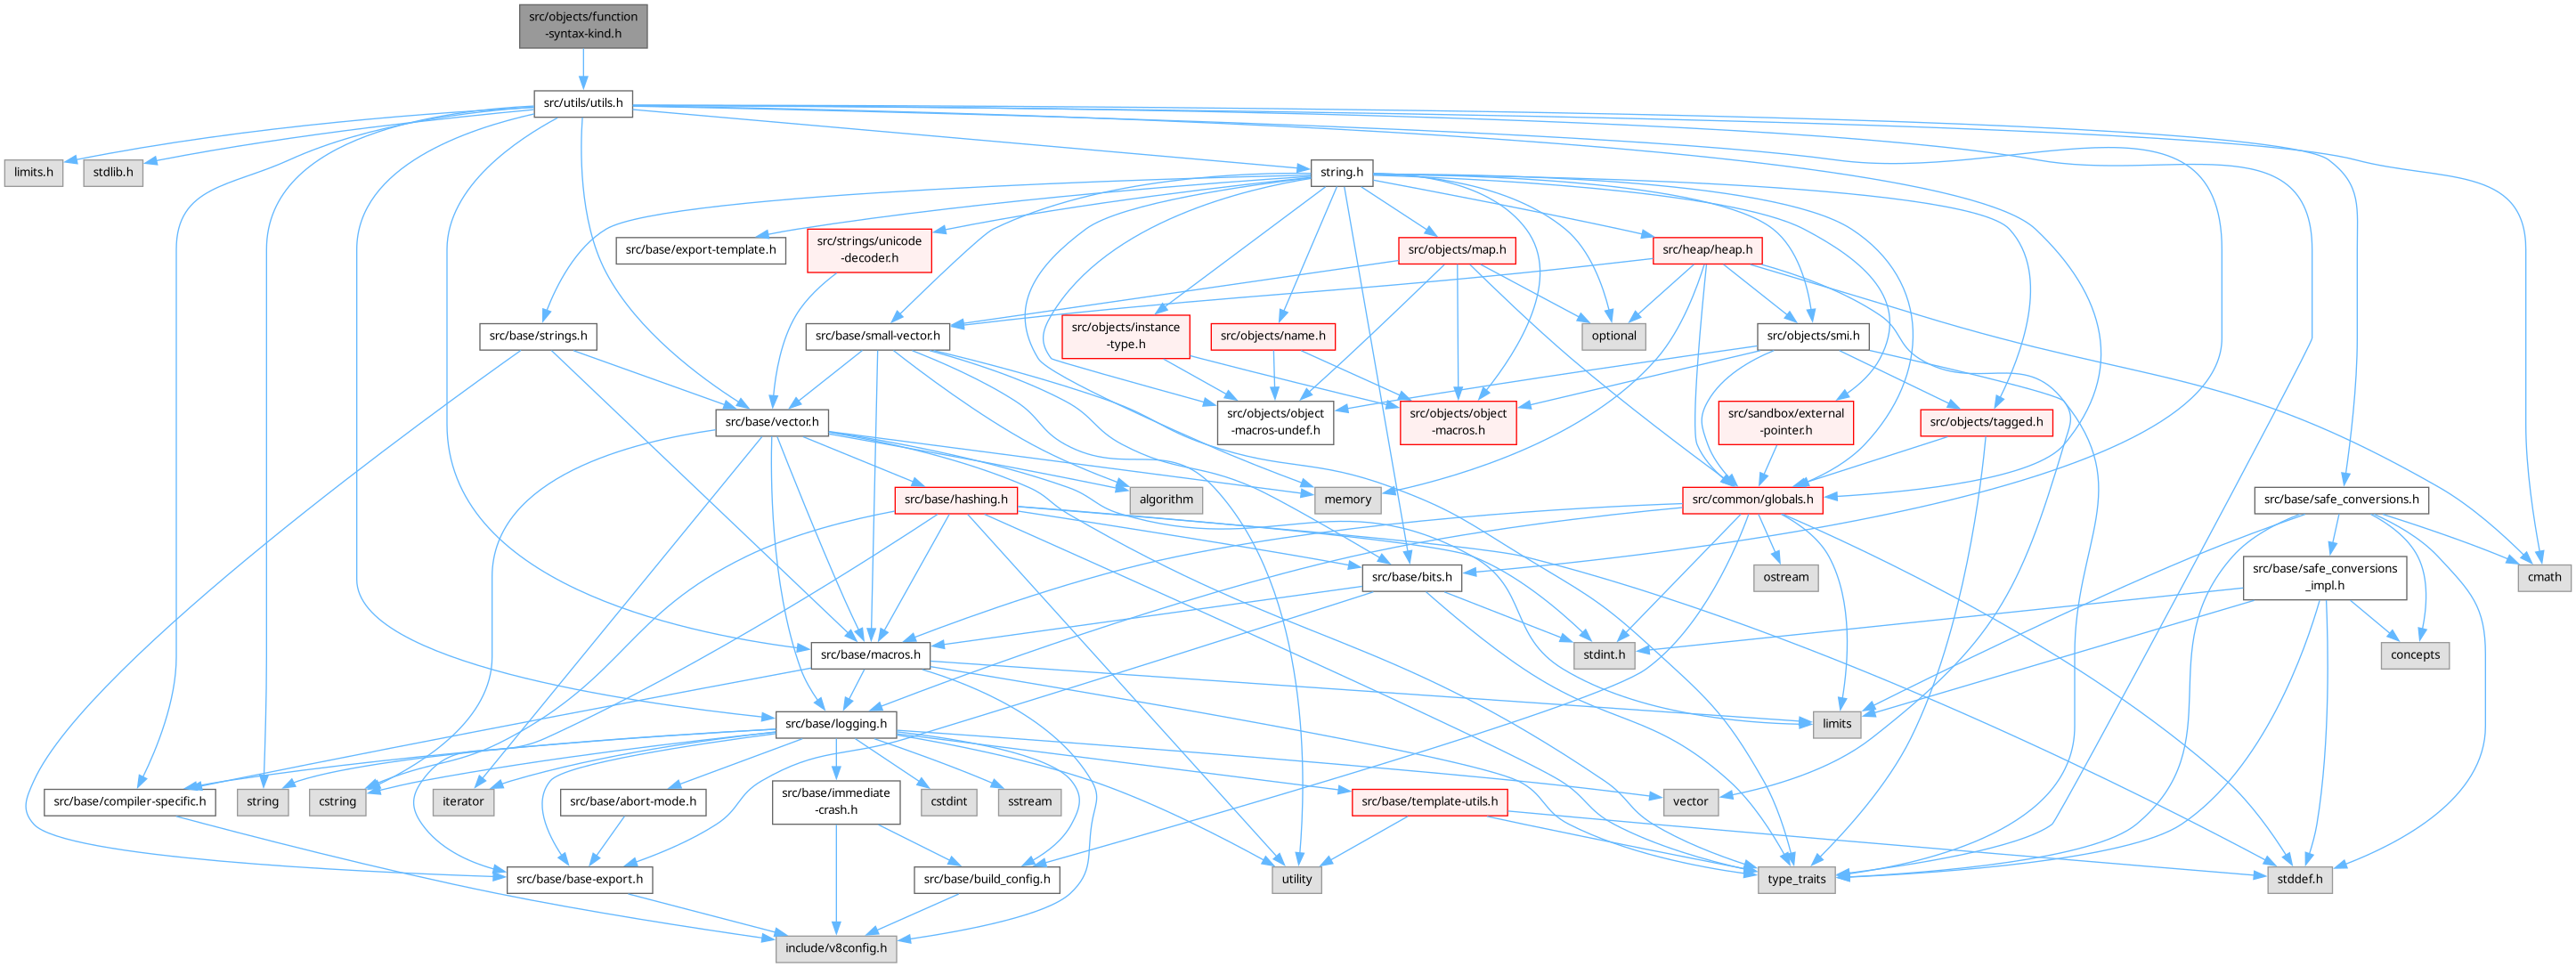 src/objects/function
-syntax-kind.h
src/utils/utils.h
limits.h
stdlib.h
string.h
src/base/export-template.h
src/strings/unicode
-decoder.h
src/objects/map.h
src/heap/heap.h
src/base/strings.h
src/base/small-vector.h
src/objects/instance
-type.h
src/objects/name.h
optional
src/objects/smi.h
src/base/vector.h
src/objects/object
-macros-undef.h
src/objects/object
-macros.h
src/sandbox/external
-pointer.h
src/objects/tagged.h
src/base/hashing.h
algorithm
memory
src/common/globals.h
src/base/safe_conversions.h
src/base/bits.h
ostream
src/base/safe_conversions
_impl.h
cmath
src/base/macros.h
stdint.h
concepts
src/base/logging.h
limits
src/base/compiler-specific.h
string
cstring
iterator
src/base/abort-mode.h
src/base/immediate
-crash.h
cstdint
sstream
src/base/template-utils.h
vector
src/base/base-export.h
src/base/build_config.h
utility
type_traits
stddef.h
include/v8config.h